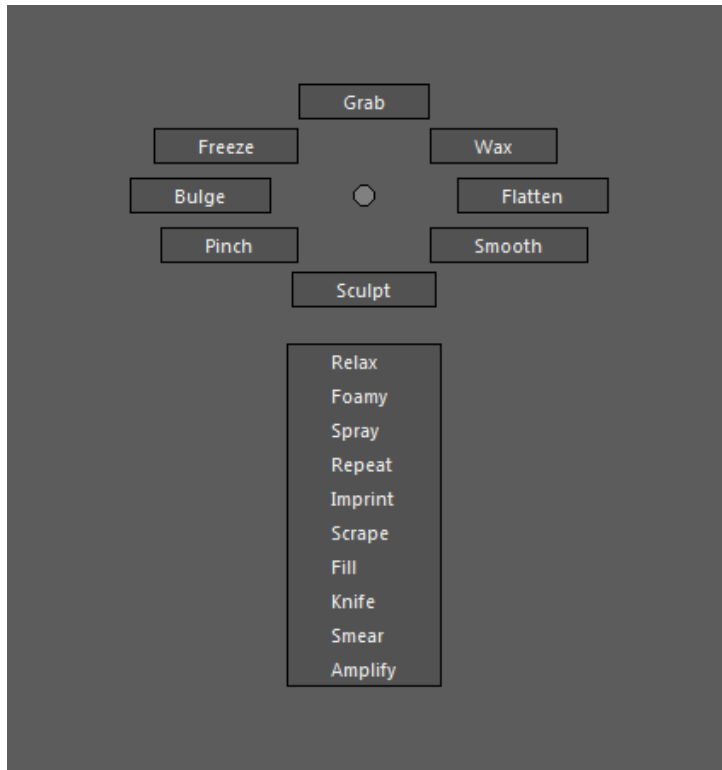 Grab
Freeze
Wax
Bulge
Flatten
Pinch
Smooth
Sculpt
Relax
Foamy
Spray
Repeat
Imprint
Scrape
Fill
Knife
Smear
Amplify